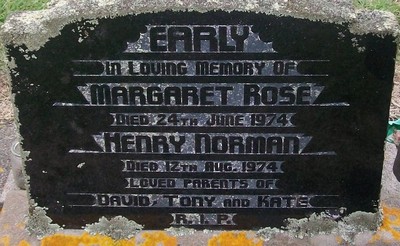 EARLY
IN LOVING MEMORY OF
MARGARET ROSE
DIED 24TH JUNE 1974
HENRY NORMAN
DIED 12TH AUG. 1974
LOVED PARENTS OF
DAVID, TONY AND KATE
R.I.P.